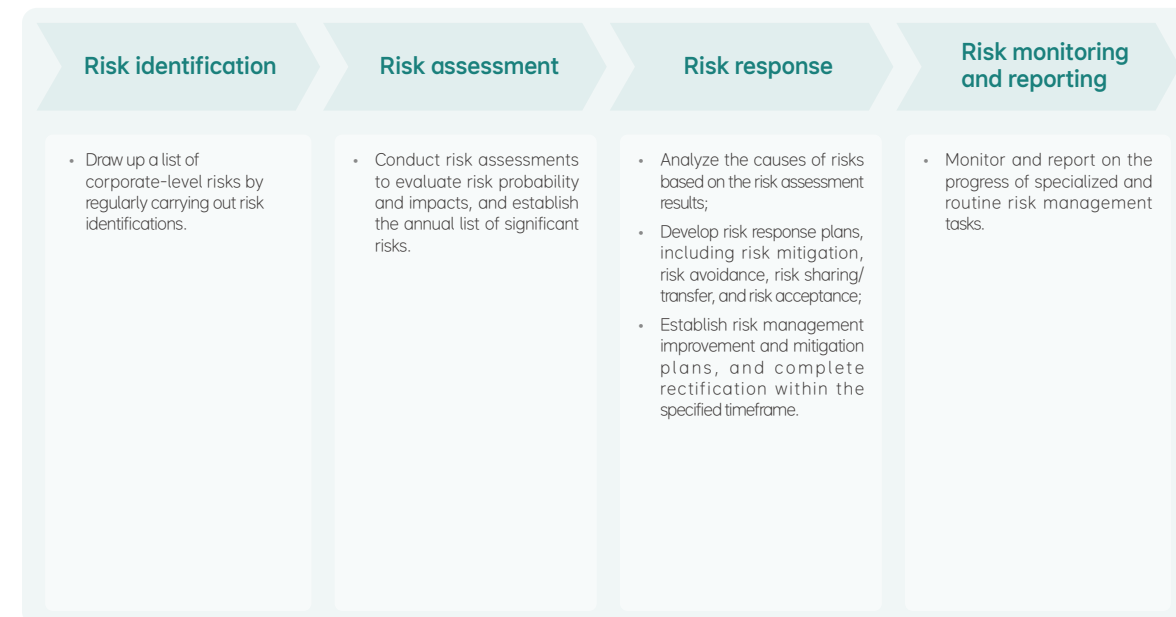 Risk identification
Risk assessment
Risk response
Risk monitoring
and reporting
• Draw up a list of
corporate-level risks by
regularly carrying out risk
identifications.
• Conduct risk assessments
to evaluate risk probability
and impacts, and establish
the annual list of significant
risks.
• Analyze the causes of risks
based on the risk assessment
results;
• Develop risk response plans,
including risk mitigation,
risk avoidance, risk sharing/
transfer, and risk acceptance;
• Establish risk management
improvement and mitigation
plans, and complete
rectification within the
specified timeframe.
• Monitor and report on the
progress of specialized and
routine risk management
tasks.